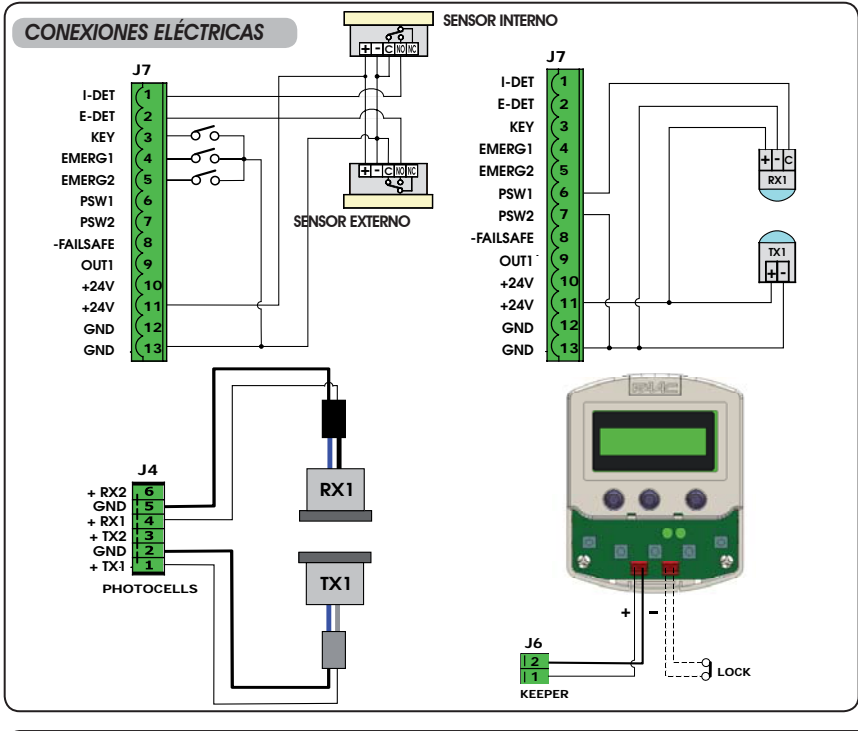 CONEXIONES ELÉCTRICAS
SENSOR INTERNO
+ - C NO NC
J7
I-DET 1
E-DET 2
KEY 3
EMERG1 4
EMERG2 5
PSW1 6
PSW2 7
-FAILSAFE 8
OUT1 9
+24V 10
+24V 11
GND 12
GND 13
+ - C NO NC
SENSOR EXTERNO
J7
I-DET 1
E-DET 2
KEY 3
EMERG1 4
EMERG2 5
PSW1 6
PSW2 7
-FAILSAFE 8
OUT1 9
+24V 10
+24V 11
GND 12
GND 13
+ - C
RX1
TX1
+ -
J4
+ RX2 6
GND 5
+ RX1 4
+ TX2 3
GND 2
+ TX1 1
PHOTOCELLS
RX1
TX1
+ -
J6
2
1
KEEPER
LOCK